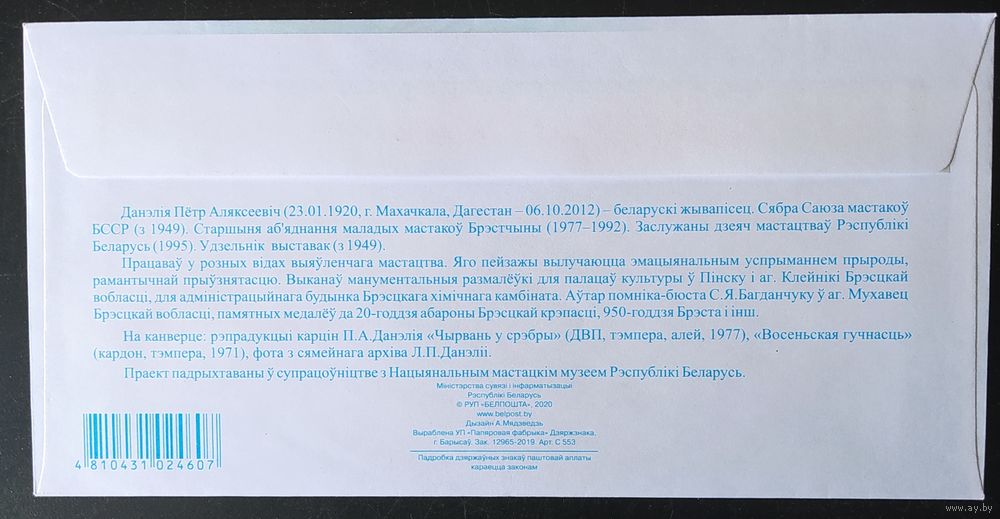 Данэлія Пётр Аляксеевіч (23.01.1920, г. Махачкала, Дагестан – 06.10.2012) – беларускі жывапісец. Сябра Саюза мастакоў
БССР (з 1949). Старшыня аб'яднання маладых мастакоў Брэстчыны (1977–1992). Заслужаны дзеяч мастацтваў Рэспублікі
Беларусь (1995). Удзельнік выставак (з 1949).
Працаваў у розных відах выяўленчага мастацтва. Яго пейзажы вылучаюцца эмацыянальным успрыманнем прыроды,
рамантычнай прыўзнятасцю. Выканаў манументальныя размалёўкі для палацаў культуры ў Пінску і аг. Клейнікі Брэсцкай
вобласці, для адміністрацыйнага будынка Брэсцкага хімічнага камбіната. Аўтар помніка-бюста С.Я.Багданчуку ў аг. Мухавец
Брэсцкай вобласці, памятных медалёў да 20-годдзя абароны Брэсцкай крэпасці, 950-годдзя Брэста і інш.
На канверце: рэпрадукцыі карцін П.А.Данэлія «Чырвань у срэбры» (ДВП, тэмпера, алей, 1977), «Восеньская гучнасць»
(кардон, тэмпера, 1971), фота з сямейнага архіва Л.П.Данэліі.
Праект падрыхтаваны ў супрацоўніцтве з Нацыянальным мастацкім музеем Рэспублікі Беларусь.
Міністэрства сувязі і інфарматызацыі
Рэспублікі Беларусь
© РУП «БЕЛПОШТА», 2020
www.belpost.by
Дызайн А.Мядзведзь
Выраблена УП «Папяровая фабрыка» Дзяржзнака,
г. Барысаў. Зак. 12965-2019. Арт. С 553
Падробка дзяржаўных знакаў паштовай аплаты
караецца законам
4 810431 024607
www.ay.by